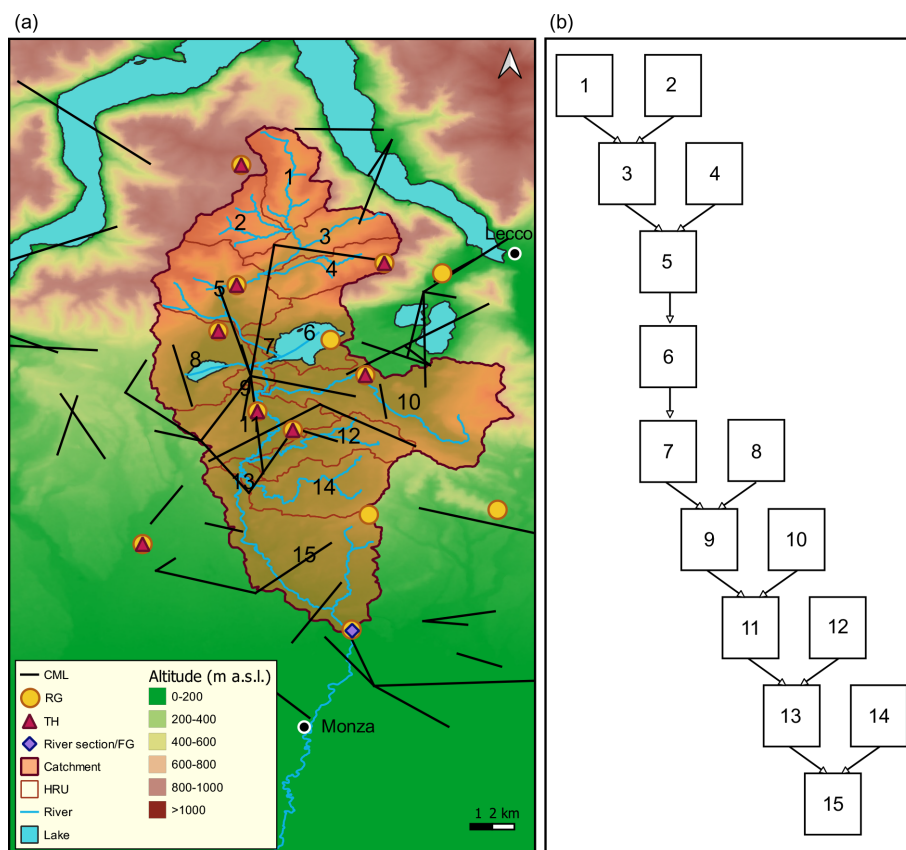 (a)
(b)
1
2
3
4
5
6
7
8
9
10
11
12
13
14
15
Lecco
Monza
CML
RG
TH
River section/FG
Catchment
HRU
River
Lake
Altitude (m a.s.l.)
0-200
200-400
400-600
600-800
800-1000
>1000
1 2 km
1
2
3
4
5
6
7
8
9
10
11
12
13
14
15